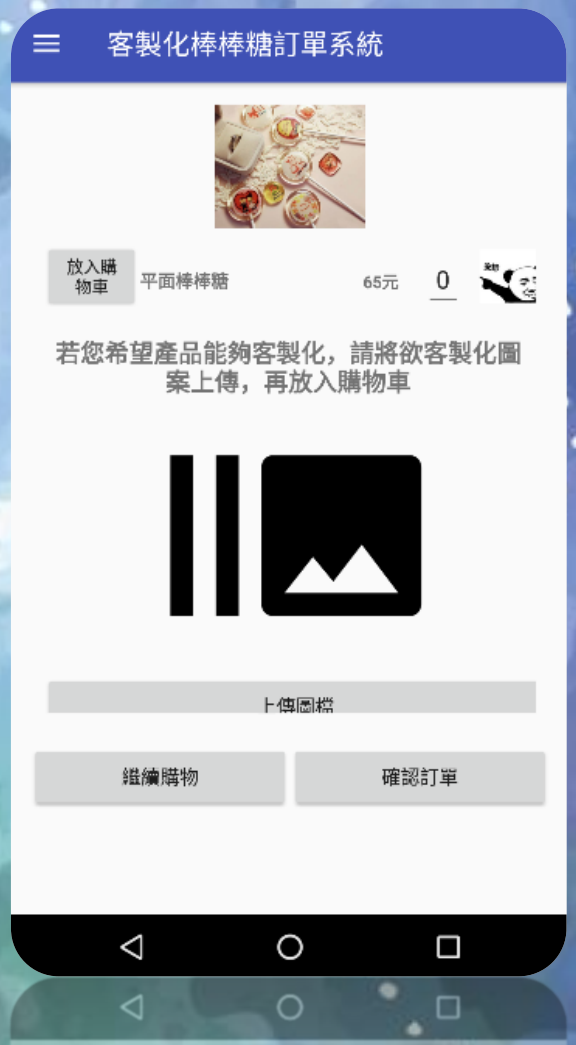 客製化棒棒糖訂單系統
放入購
物車
平面棒棒糖
65元
0
若您希望產品能夠客製化，請將欲客製化圖
案上傳，再放入購物車
上傳圖檔
繼續購物
確認訂單